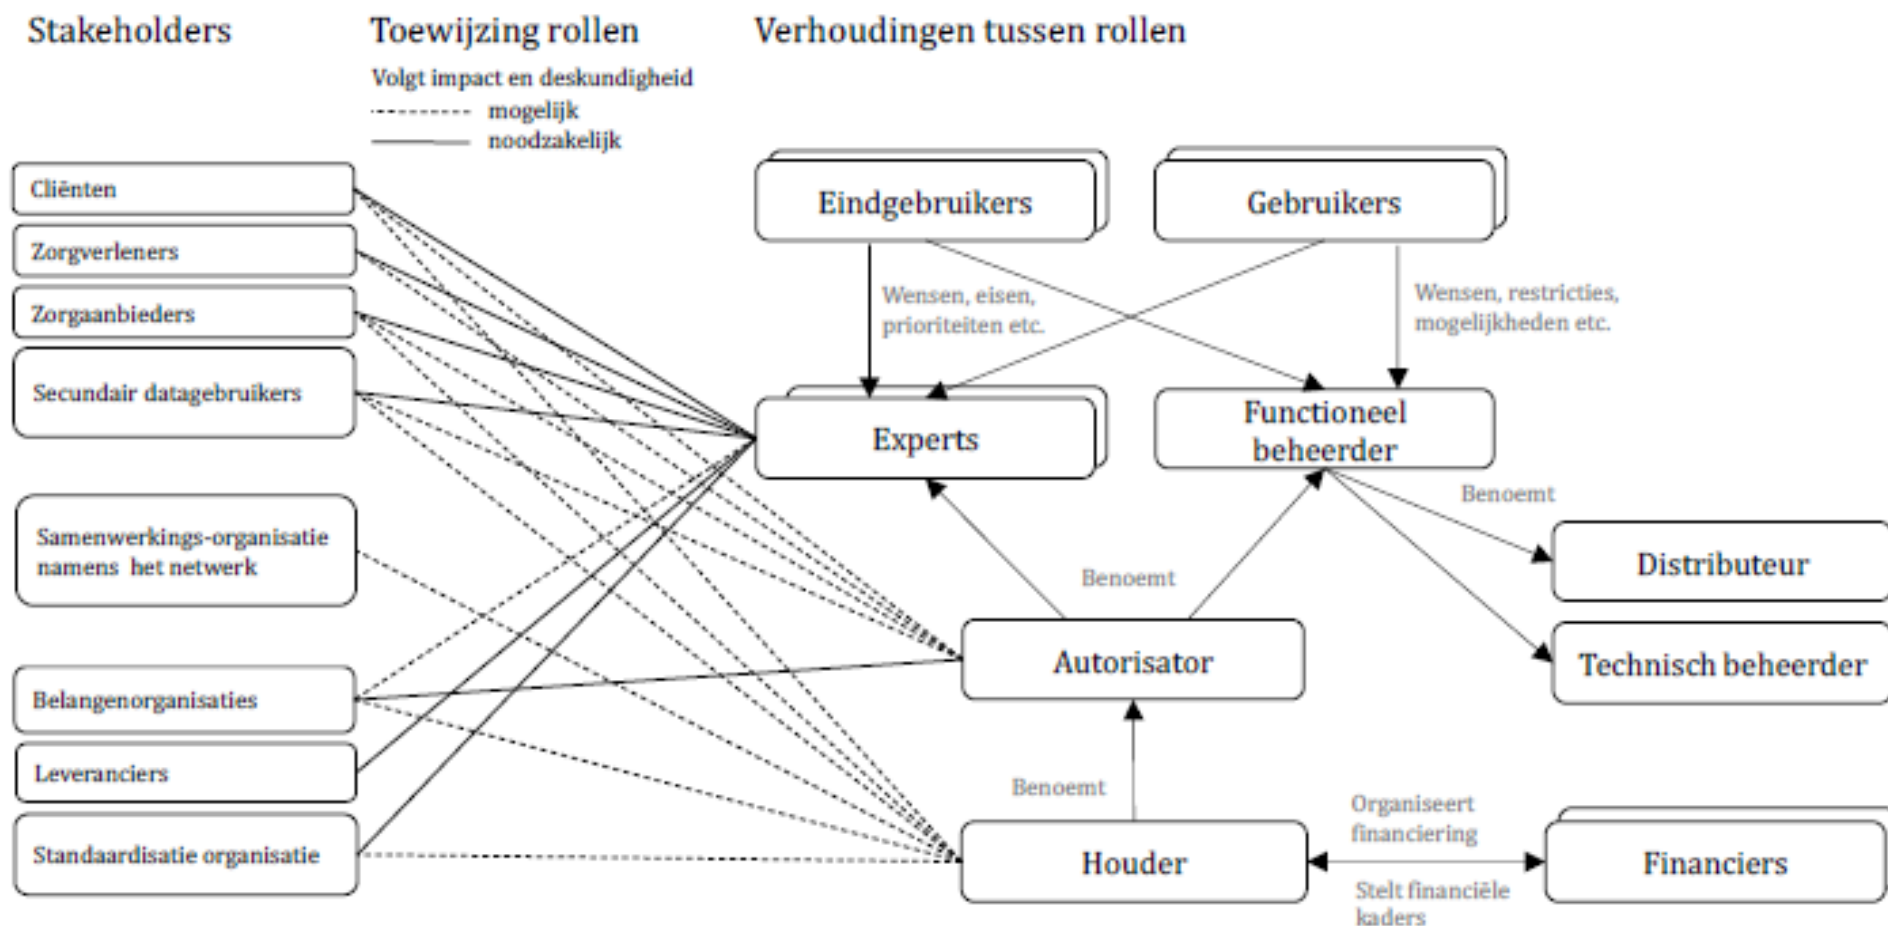 Stakeholders
Toewijzing rollen
Verhoudingen tussen rollen
Volgt impact en deskundigheid
mogelijk
noodzakelijk
Cliënten
Zorgverleners
Zorgaanbieders
Secundair datagebruikers
Samenwerkings-organisatie
namens het netwerk
Belangenorganisaties
Leveranciers
Standaardisatie organisatie
Eindgebruikers
Gebruikers
Wensen, eisen,
prioriteiten etc.
Wensen, restricties,
mogelijkheden etc.
Experts
Functioneel
beheerder
Benoemt
Distributeur
Technisch beheerder
Benoemt
Autorisator
Benoemt
Houder
Organiseert
financiering
Stelt financiële
kaders
Financiers